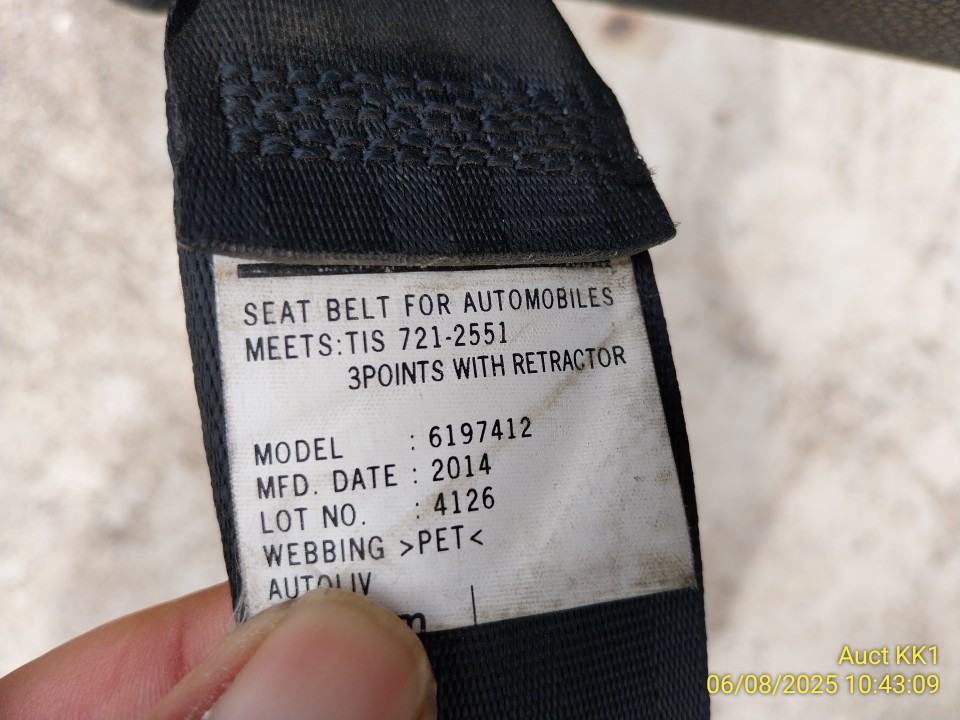 SEAT BELT FOR AUTOMOBILES
MEETS:TIS 721-2551
3POINTS WITH RETRACTOR
MODEL : 6197412
MFD. DATE : 2014
LOT NO. : 4126
WEBBING >PET<
AUTOLIV
Auct KK1
06/08/2025 10:43:09